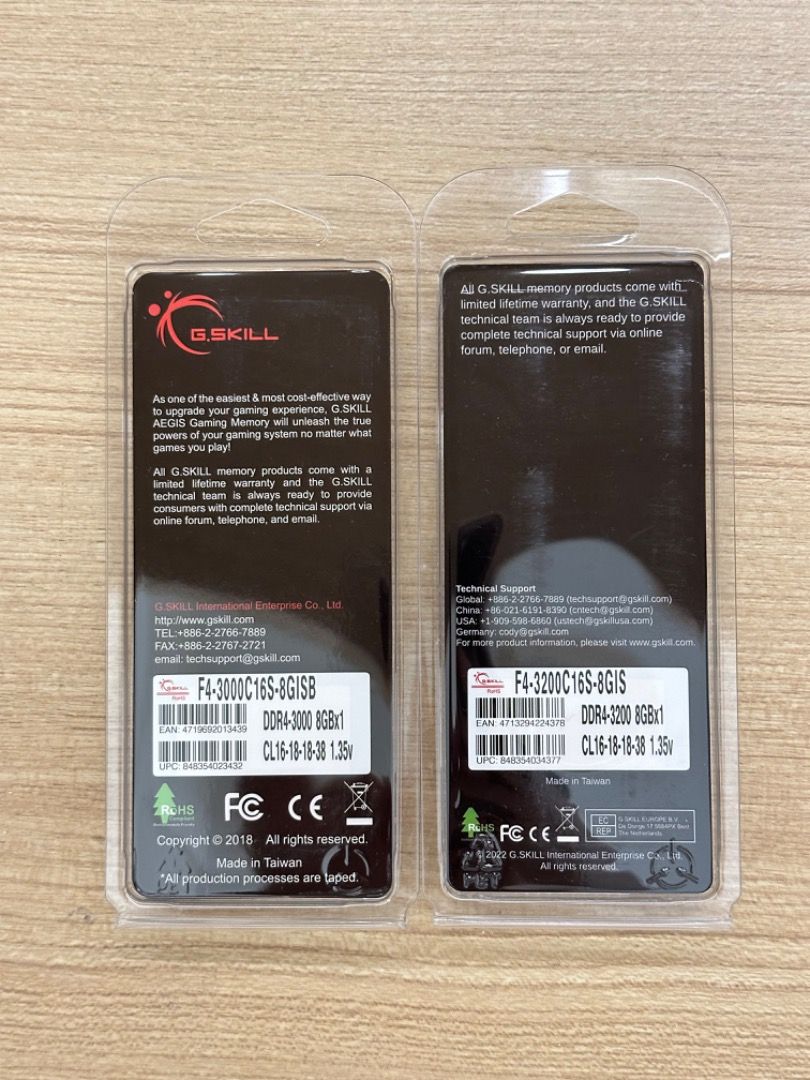 G.SKILL
As one of the easiest & most cost-effective way
to upgrade your gaming experience, G.SKILL
AEGIS Gaming Memory will unleash the true
powers of your gaming system no matter what
games you play!
All G.SKILL memory products come with a
limited lifetime warranty and the G.SKILL
technical team is always ready to provide
consumers with complete technical support via
online forum, telephone, and email.
G.SKILL International Enterprise Co., Ltd.
http://www.gskill.com
TEL:+886-2-2766-7889
FAX:+886-2-2767-2721
email: techsupport@gskill.com
G.SKILL
RoHS
F4-3000C16S-8GISB
DDR4-3000 8GBx1
EAN: 4719692013439
CL16-18-18-38 1.35v
UPC: 848354023432
RoHS
Compliant
FC CE
Copyright © 2018 All rights reserved.
Made in Taiwan
*All production processes are taped.
All G.SKILL memory products come with
limited lifetime warranty, and the G.SKILL
technical team is always ready to provide
complete technical support via online
forum, telephone, or email.
Technical Support
Global: +886-2-2766-7889 (techsupport@gskill.com)
China: +86-021-6191-8390 (cntech@gskill.com)
USA: +1-909-598-6860 (ustech@gskillusa.com)
Germany: cody@gskill.com
For more product information, please visit www.gskill.com.
G.SKILL
RoHS
F4-3200C16S-8GIS
DDR4-3200 8GBx1
EAN: 4713294224378
CL16-18-18-38 1.35v
UPC: 848354034377
Made in Taiwan
RoHS
FC CE
EC REP
G.SKILL EUROPE B.V.
The Netherlands
© 2022 G.SKILL International Enterprise Co., Ltd.
All rights reserved.